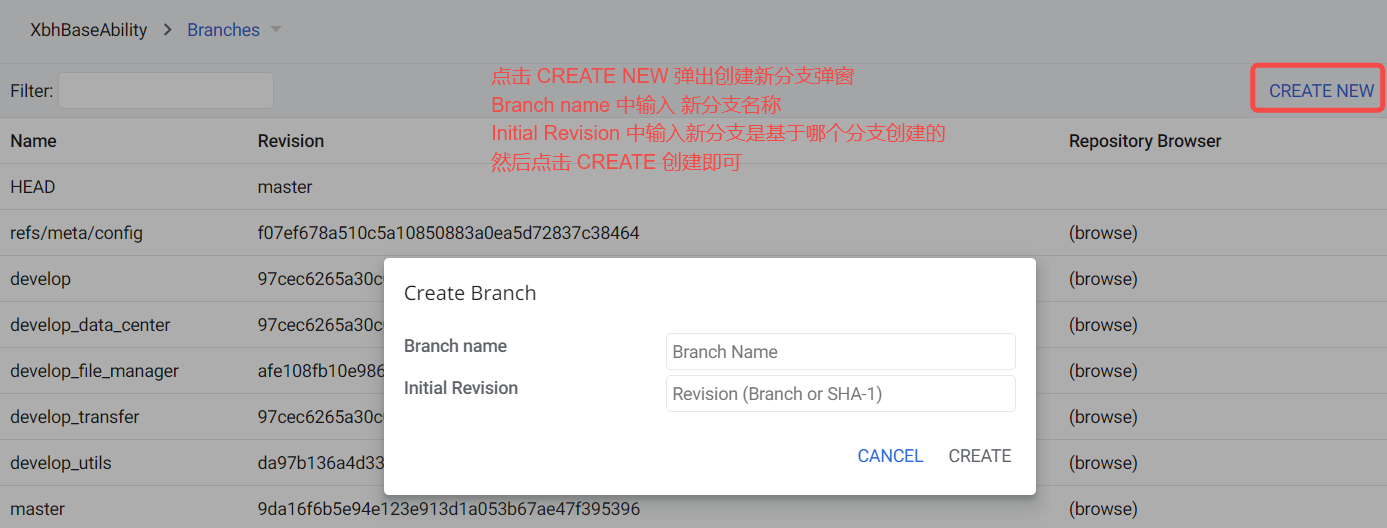 XbhBaseAbility > Branches
Filter:
点击 CREATE NEW 弹出创建新分支弹窗
Branch name 中输入 新分支名称
Initial Revision 中输入新分支是基于哪个分支创建的
然后点击 CREATE 创建即可
CREATE NEW
Name Revision Repository Browser
HEAD master
refs/meta/config f07ef678a510c5a10850883a0ea5d72837c38464 (browse)
develop 97cec6265a30c (browse)
develop_data_center 97cec6265a30c (browse)
develop_file_manager afe108fb10e986 (browse)
develop_transfer 97cec6265a30c (browse)
develop_utils da97b136a4d33 (browse)
master 9da16f6b5e94e123e913d1a053b67ae47f395396 (browse)
Create Branch
Branch name Branch Name
Initial Revision Revision (Branch or SHA-1)
CANCEL CREATE